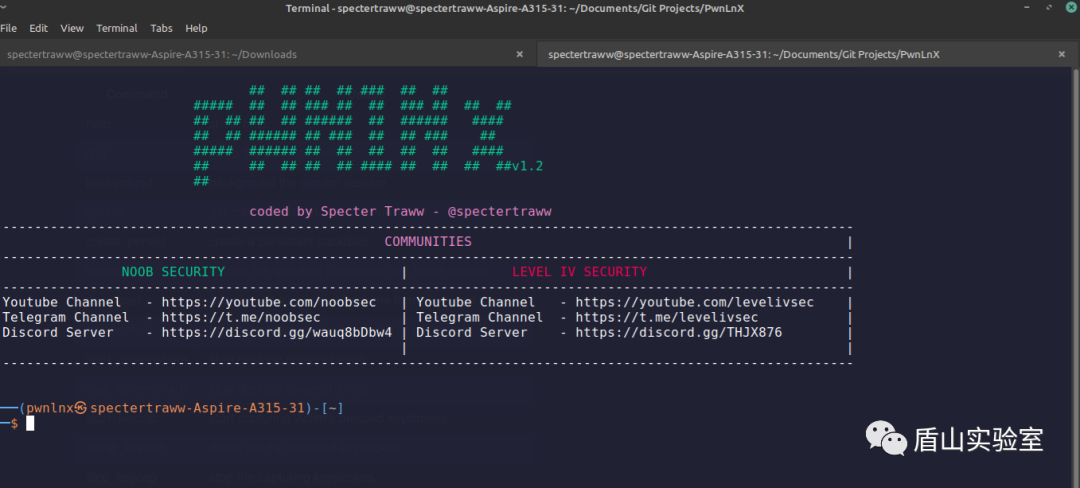 Terminal - spectertraww@spectertraww-Aspire-A315-31: ~/Documents/Git Projects/PwnLnX
File Edit View Terminal Tabs Help
spectertraww@spectertraww-Aspire-A315-31: ~/Downloads
spectertraww@spectertraww-Aspire-A315-31: ~/Documents/Git Projects/PwnLnX
v1.2
coded by Specter Traww - @spectertraww
COMMUNITIES |
NOOB SECURITY | LEVEL IV SECURITY |
Youtube Channel - https://youtube.com/noobsec | Youtube Channel - https://youtube.com/levelivsec |
Telegram Channel - https://t.me/noobsec | Telegram Channel - https://t.me/levelivsec |
Discord Server - https://discord.gg/wauq8bDbw4 | Discord Server - https://discord.gg/THJX876 |
(pwnlnx㉿spectertraww-Aspire-A315-31)-[~]
$
盾山实验室